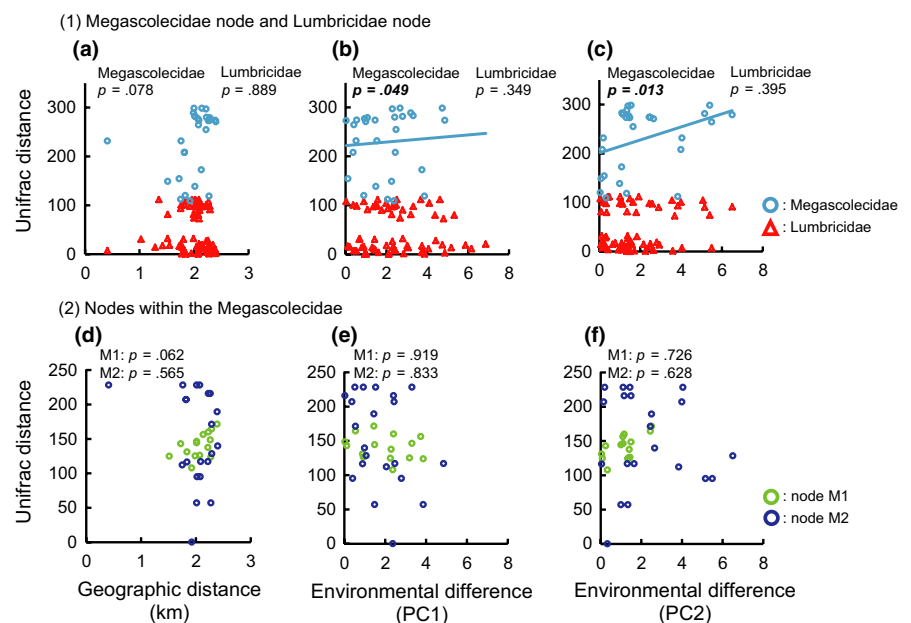 (1) Megascolecidae node and Lumbricidae node
(a)
Megascolecidae Lumbricidae
p = .078 p = .889
(b)
Megascolecidae Lumbricidae
p = .049 p = .349
(c)
Megascolecidae Lumbricidae
p = .013 p = .395
Unifrac distance
300
200
100
0
0 1 2 3
0 2 4 6 8
0 2 4 6 8
: Megascolecidae
: Lumbricidae
(2) Nodes within the Megascolecidae
(d)
M1: p = .062
M2: p = .565
(e)
M1: p = .919
M2: p = .833
(f)
M1: p = .726
M2: p = .628
Unifrac distance
250
200
150
100
50
0
0 1 2 3
0 2 4 6 8
0 2 4 6 8
: node M1
: node M2
Geographic distance
(km)
Environmental difference
(PC1)
Environmental difference
(PC2)